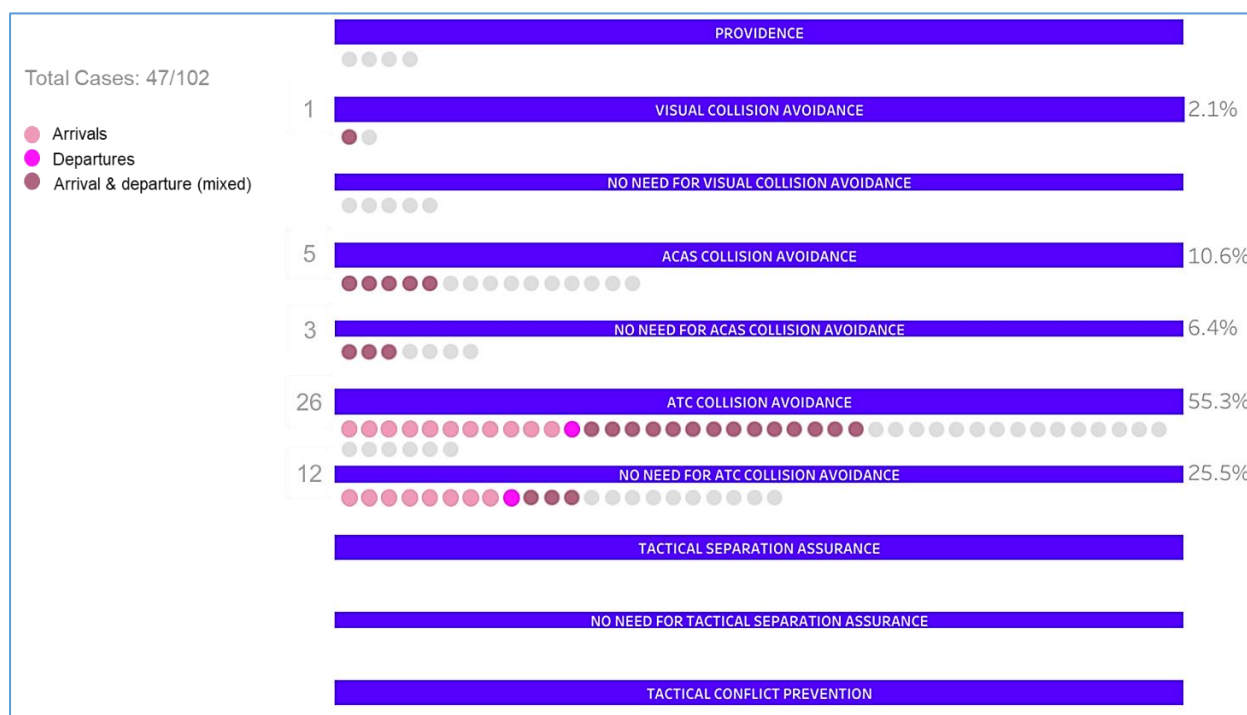 PROVIDENCE
Total Cases: 47/102
1 VISUAL COLLISION AVOIDANCE 2.1%
Arrivals
Departures
Arrival & departure (mixed)
NO NEED FOR VISUAL COLLISION AVOIDANCE
5 ACAS COLLISION AVOIDANCE 10.6%
3 NO NEED FOR ACAS COLLISION AVOIDANCE 6.4%
26 ATC COLLISION AVOIDANCE 55.3%
12 NO NEED FOR ATC COLLISION AVOIDANCE 25.5%
TACTICAL SEPARATION ASSURANCE
NO NEED FOR TACTICAL SEPARATION ASSURANCE
TACTICAL CONFLICT PREVENTION